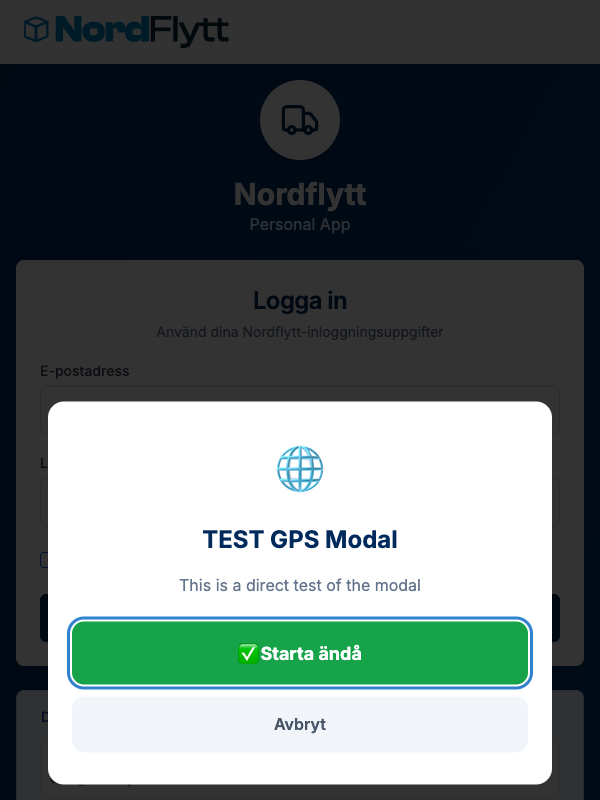 NordFlytt
Nordflytt
Personal App
Logga in
Använd dina Nordflytt-inloggningsuppgifter
E-postadress
TEST GPS Modal
This is a direct test of the modal
✅Starta ändå
Avbryt